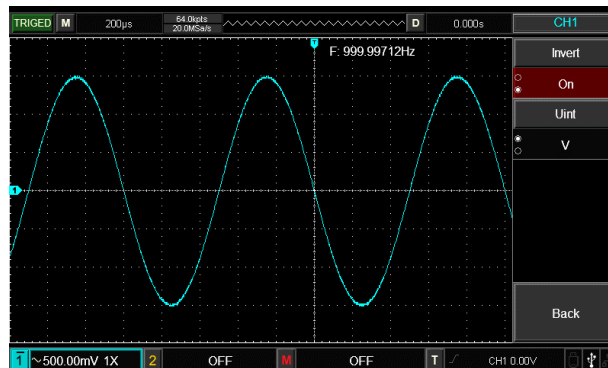 TRIGED M 200μs 64.0kpts D 0.000s CH1
20.0MSa/s
T
F: 999.99712Hz
Invert
On
Uint
V
1
Back
1 ~500.00mV 1X 2 OFF M OFF T CH1 0.00V